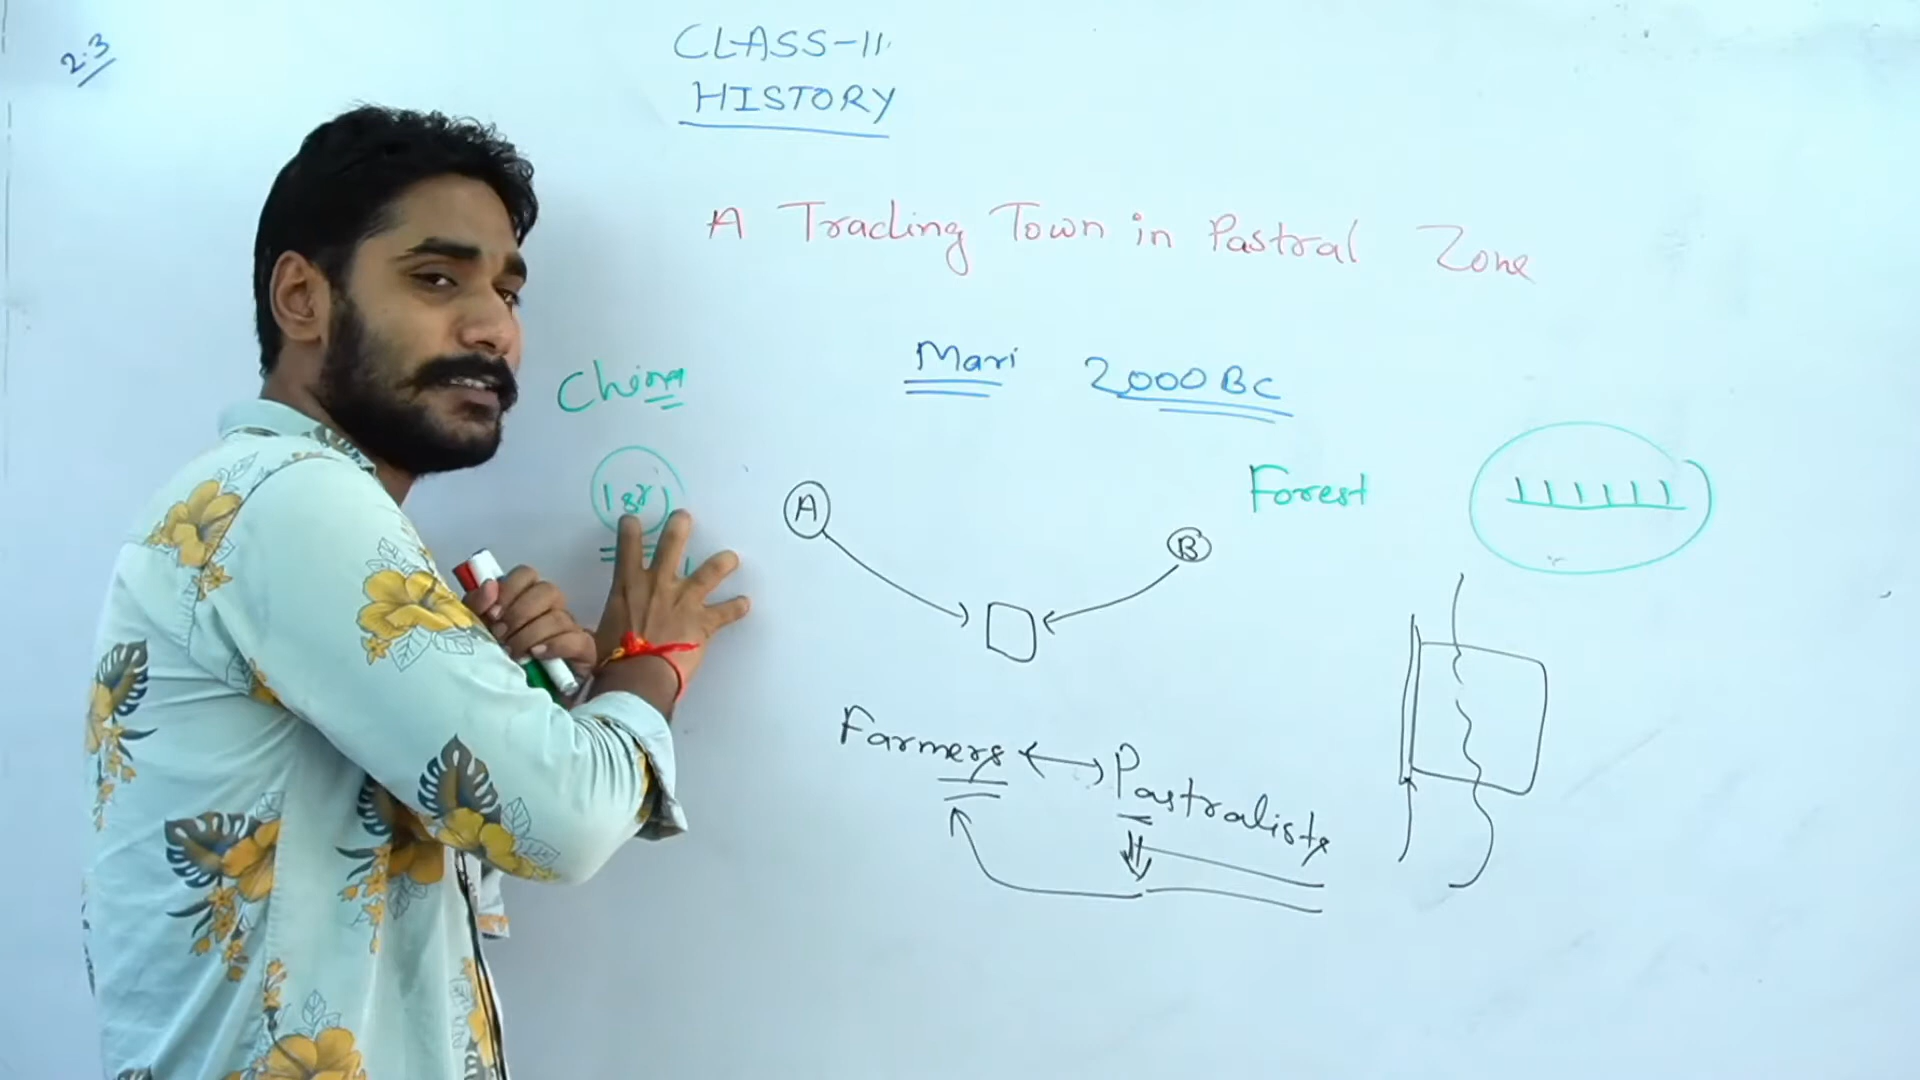 2.3
CLASS-11
HISTORY
A Trading Town in Pastral Zone
China
Mari 2000 BC
A
B
Forest
Farmers
Pastralists